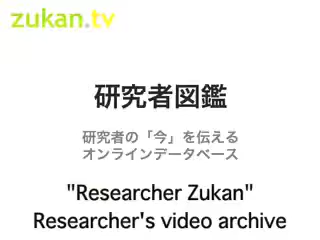 zukan.tv
研究者図鑑
研究者の「今」を伝える
オンラインデータベース
"Researcher Zukan"
Researcher's video archive